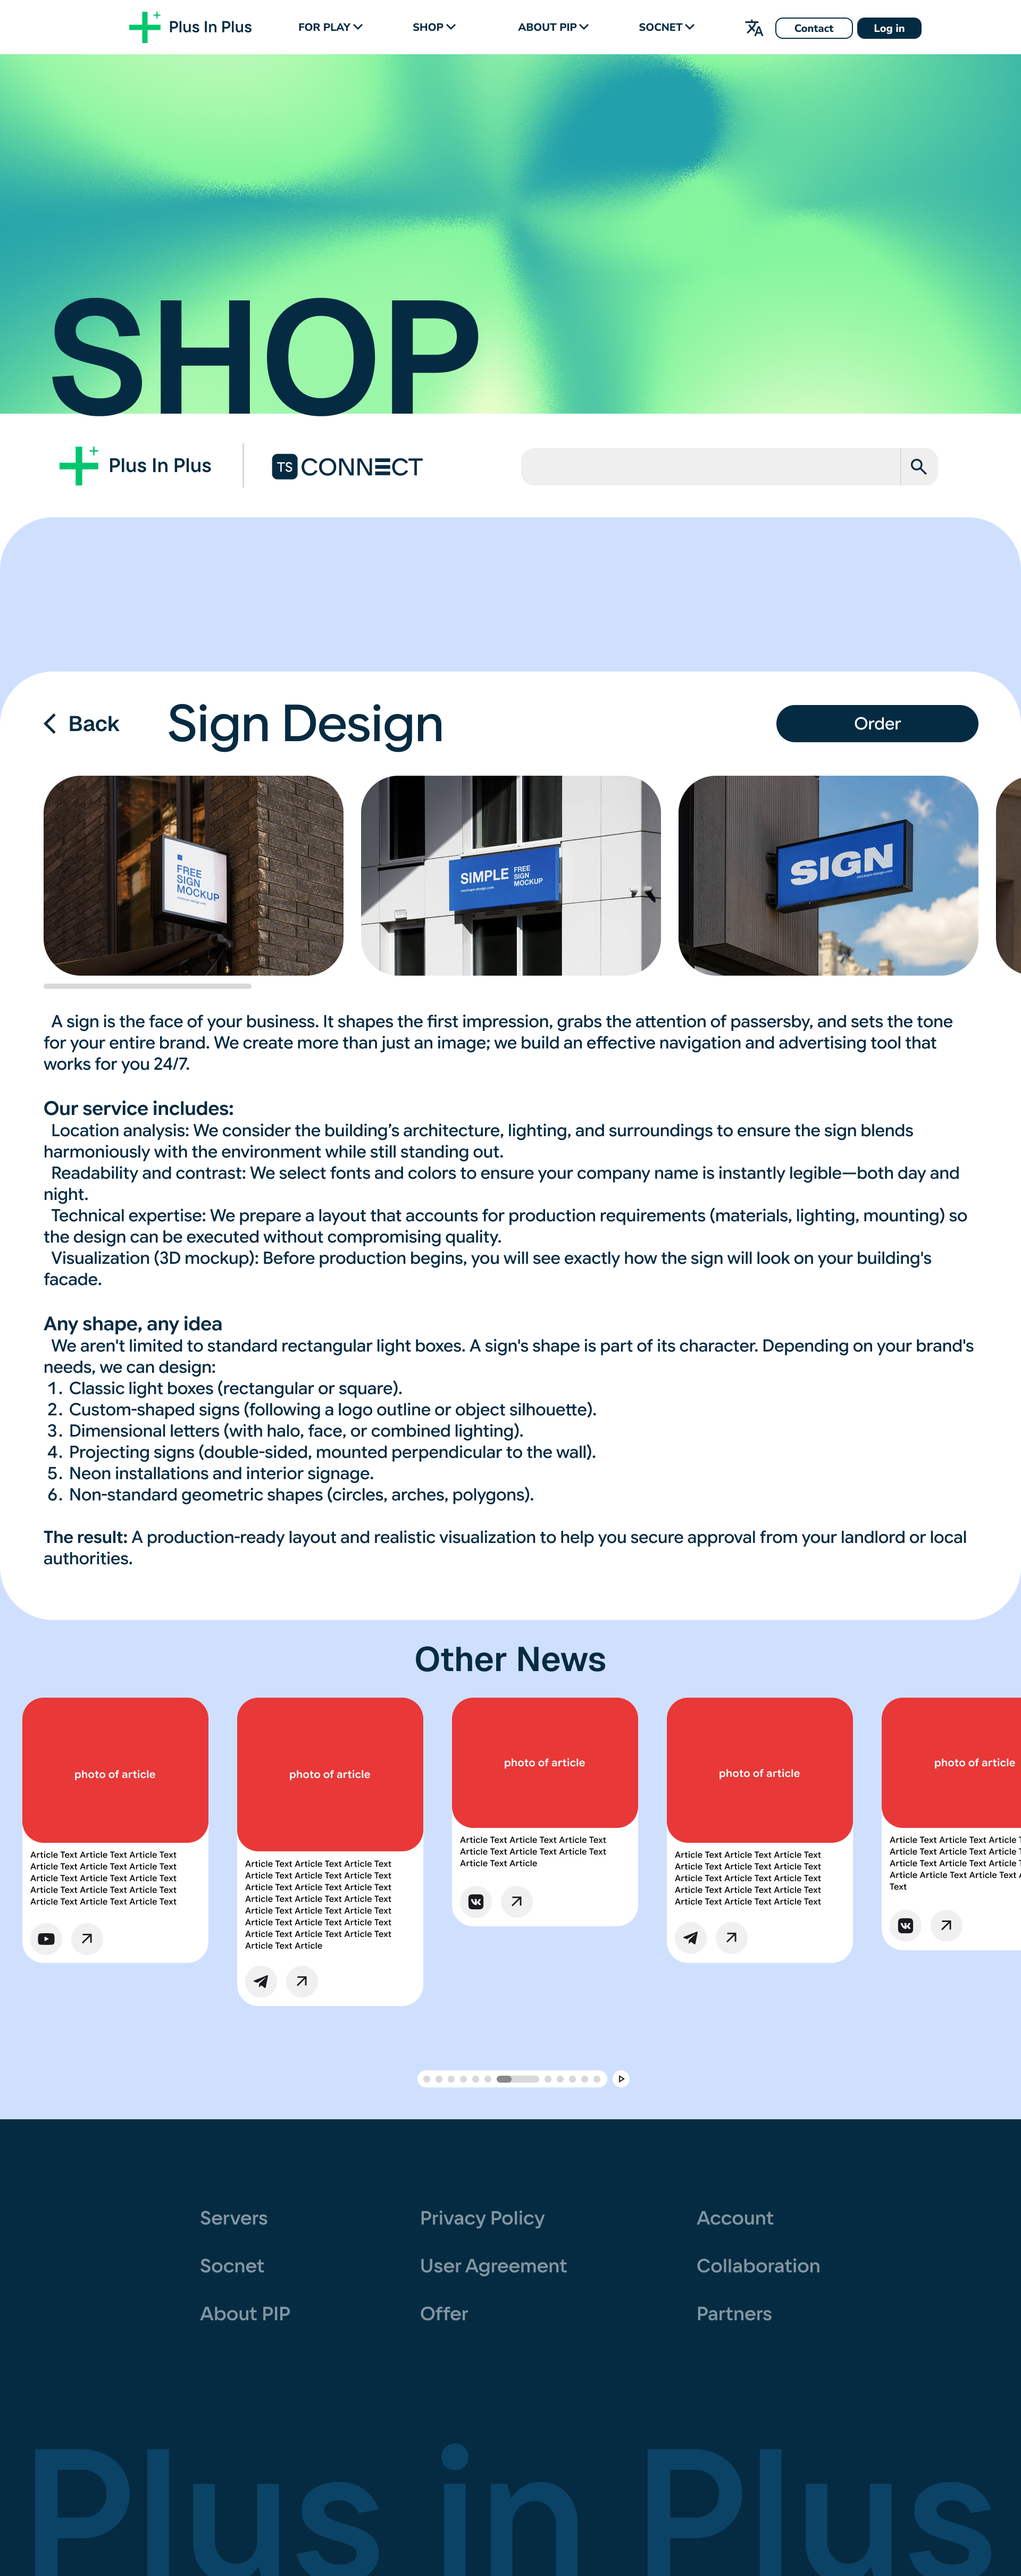 Plus In Plus
FOR PLAY
SHOP
ABOUT PIP
SOCNET
Contact
Log in
SHOP
Plus In Plus
TS CONNECT
Back
Sign Design
Order
FREE
SIGN
MOCKUP
SIMPLE
FREE
SIGN
MOCKUP
SIGN
A sign is the face of your business. It shapes the first impression, grabs the attention of passersby, and sets the tone
for your entire brand. We create more than just an image; we build an effective navigation and advertising tool that
works for you 24/7.
Our service includes:
Location analysis: We consider the building’s architecture, lighting, and surroundings to ensure the sign blends
harmoniously with the environment while still standing out.
Readability and contrast: We select fonts and colors to ensure your company name is instantly legible—both day and
night.
Technical expertise: We prepare a layout that accounts for production requirements (materials, lighting, mounting) so
the design can be executed without compromising quality.
Visualization (3D mockup): Before production begins, you will see exactly how the sign will look on your building's
facade.
Any shape, any idea
We aren't limited to standard rectangular light boxes. A sign's shape is part of its character. Depending on your brand's
needs, we can design:
1. Classic light boxes (rectangular or square).
2. Custom-shaped signs (following a logo outline or object silhouette).
3. Dimensional letters (with halo, face, or combined lighting).
4. Projecting signs (double-sided, mounted perpendicular to the wall).
5. Neon installations and interior signage.
6. Non-standard geometric shapes (circles, arches, polygons).
The result: A production-ready layout and realistic visualization to help you secure approval from your landlord or local
authorities.
Other News
photo of article
Article Text Article Text Article Text
Article Text Article Text Article Text
Article Text Article Text Article Text
Article Text Article Text Article Text
Article Text Article Text Article Text
photo of article
Article Text Article Text Article Text
Article Text Article Text Article Text
Article Text Article Text Article Text
Article Text Article Text Article Text
Article Text Article Text Article Text
Article Text Article Text Article Text
Article Text Article Text Article Text
Article Text Article
photo of article
Article Text Article Text Article Text
Article Text Article Text Article Text
Article Text Article
photo of article
Article Text Article Text Article Text
Article Text Article Text Article Text
Article Text Article Text Article Text
Article Text Article Text Article Text
Article Text Article Text Article Text
photo of article
Article Text Article Text Article
Article Text Article Text Article
Article Text Article Text Article
Article Article Text Article Text
Text
Servers
Socnet
About PIP
Privacy Policy
User Agreement
Offer
Account
Collaboration
Partners
Plus in Plus